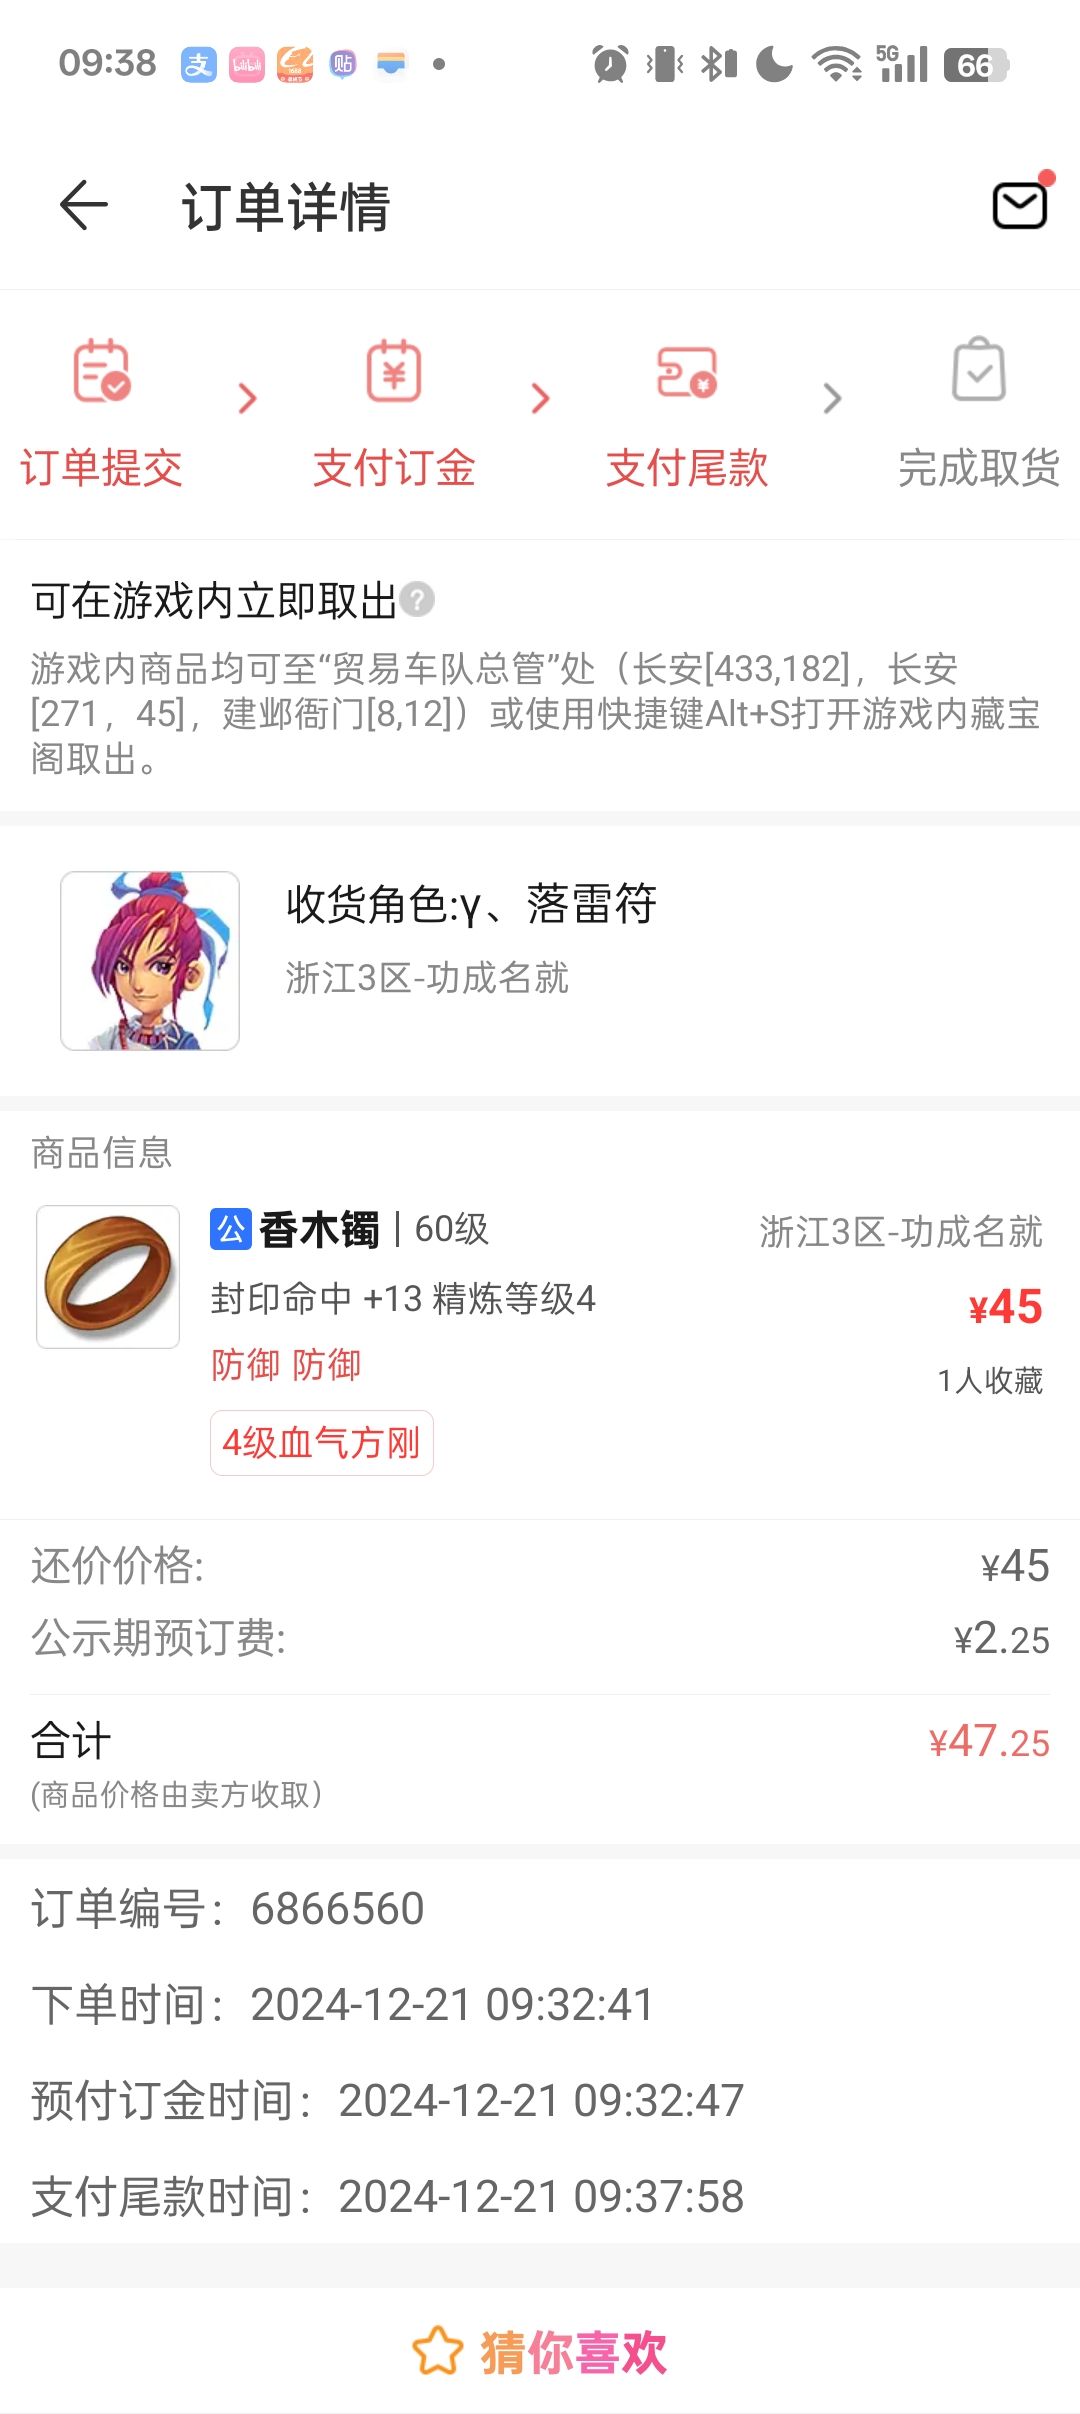 09:38
支
bilibili
1688
贴
5G
66
订单详情
订单提交
支付订金
支付尾款
完成取货
可在游戏内立即取出?
游戏内商品均可至“贸易车队总管”处（长安[433,182]，长安
[271，45]，建邺衙门[8,12]）或使用快捷键Alt+S打开游戏内藏宝
阁取出。
收货角色:γ、落雷符
浙江3区-功成名就
商品信息
公 香木镯 | 60级
浙江3区-功成名就
封印命中 +13 精炼等级4
¥45
防御 防御
1人收藏
4级血气方刚
还价价格:
¥45
公示期预订费:
¥2.25
合计
¥47.25
(商品价格由卖方收取)
订单编号：6866560
下单时间：2024-12-21 09:32:41
预付订金时间：2024-12-21 09:32:47
支付尾款时间：2024-12-21 09:37:58
猜你喜欢